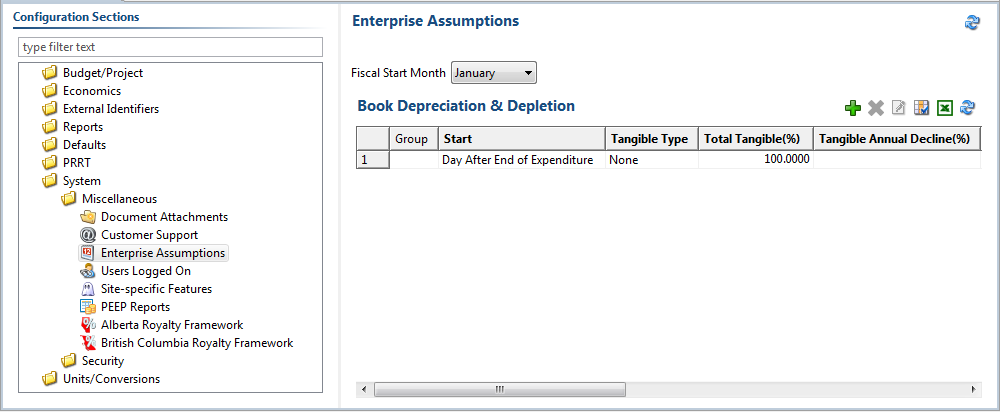 Configuration Sections
type filter text
Budget/Project
Economics
External Identifiers
Reports
Defaults
PRRT
System
Miscellaneous
Document Attachments
Customer Support
Enterprise Assumptions
Users Logged On
Site-specific Features
PEEP Reports
Alberta Royalty Framework
British Columbia Royalty Framework
Security
Units/Conversions
Enterprise Assumptions
Fiscal Start Month January
Book Depreciation & Depletion
Group Start Tangible Type Total Tangible(%) Tangible Annual Decline(%)
1 Day After End of Expenditure None 100.0000